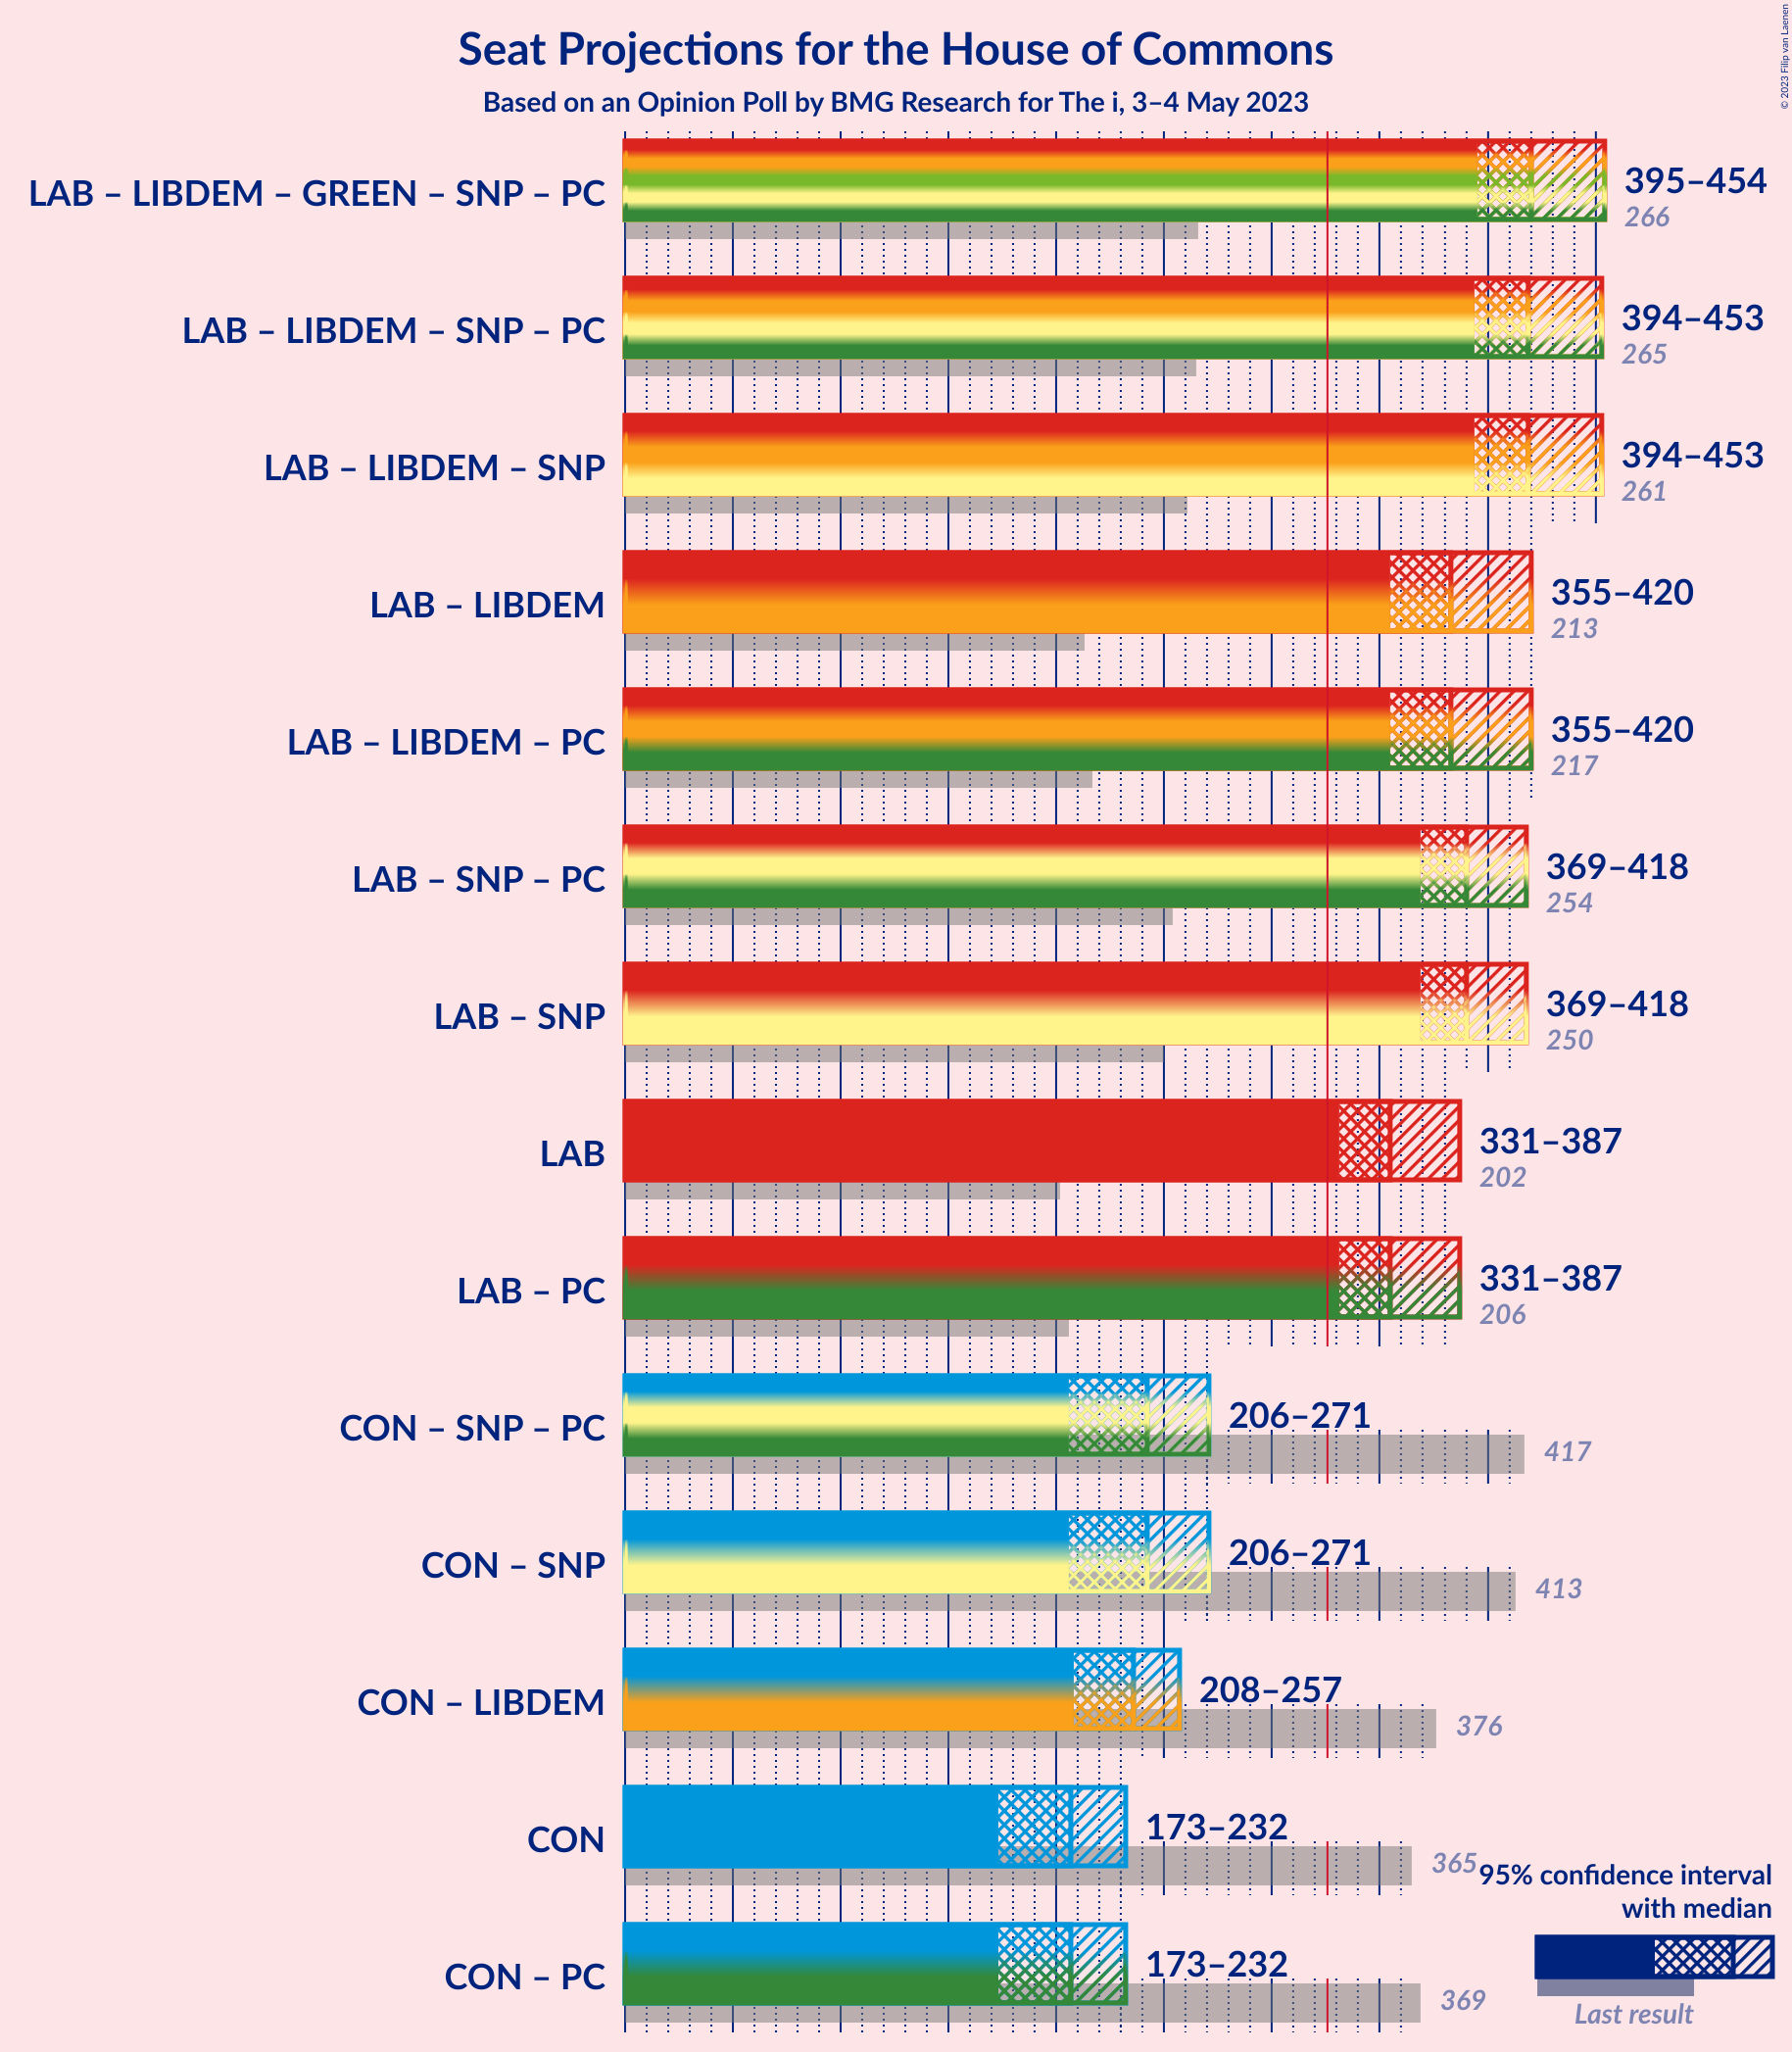 Seat Projections for the House of Commons
Based on an Opinion Poll by BMG Research for The i, 3–4 May 2023
© 2023 Filip van Laenen
LAB – LIBDEM – GREEN – SNP – PC
395–454
266
LAB – LIBDEM – SNP – PC
394–453
265
LAB – LIBDEM – SNP
394–453
261
LAB – LIBDEM
355–420
213
LAB – LIBDEM – PC
355–420
217
LAB – SNP – PC
369–418
254
LAB – SNP
369–418
250
LAB
331–387
202
LAB – PC
331–387
206
CON – SNP – PC
206–271
417
CON – SNP
206–271
413
CON – LIBDEM
208–257
376
CON
173–232
365
CON – PC
173–232
369
95% confidence interval
with median
Last result